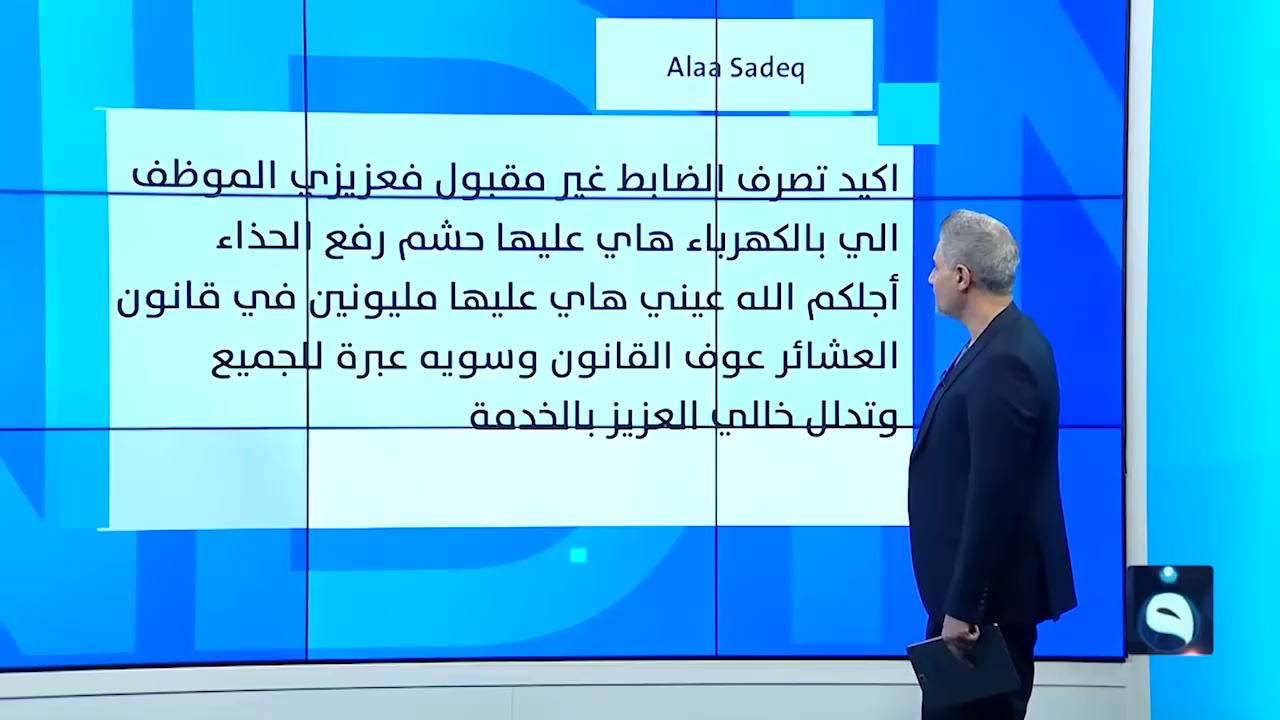 Alaa Sadeq
اكيد تصرف الضابط غير مقبول فعزيزي الموظف
الي بالكهرباء هاي عليها حشم رفع الحذاء
أجلكم الله عيني هاي عليها مليونين في قانون
العشائر عوف القانون وسويه عبرة للجميع
وتدلل خالي العزيز بالخدمة